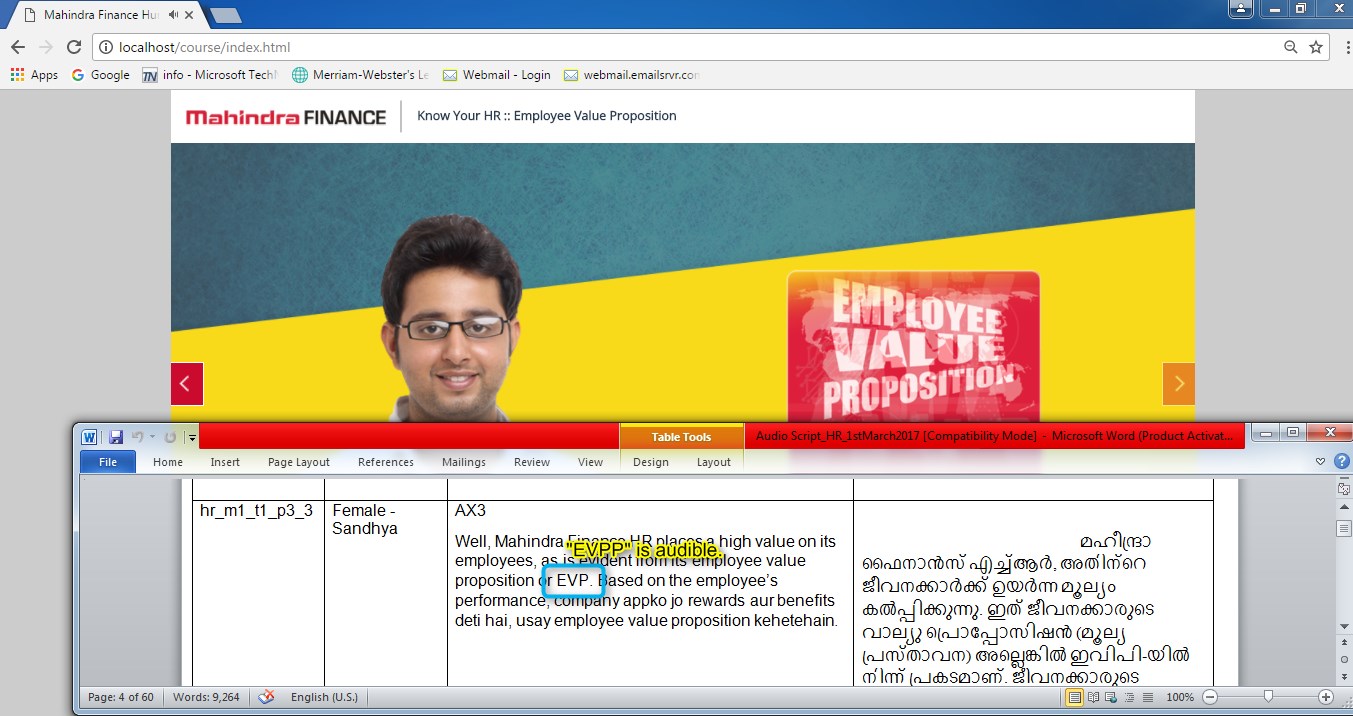 Mahindra Finance Hu
localhost/course/index.html
Apps
Google
info - Microsoft Tech
Merriam-Webster's Le
Webmail - Login
webmail.emailsrvr.con
Mahindra FINANCE
Know Your HR :: Employee Value Proposition
EMPLOYEE
VALUE
PROPOSITION
Table Tools
Audio Script_HR_1stMarch2017 [Compatibility Mode] - Microsoft Word (Product Activat...
File
Home
Insert
Page Layout
References
Mailings
Review
View
Design
Layout
hr_m1_t1_p3_3
Female -
Sandhya
AX3
Well, Mahindra Finance HR places a high value on its
"EVPP" is audible.
employees, as is evident from its employee value
proposition or EVP. Based on the employee's
performance, company appko jo rewards aur benefits
deti hai, usay employee value proposition kehetehain.
മഹീന്ദ്രാ
ഫൈനാൻസ് എച്ച്ആർ, അതിന്റെ
ജീവനക്കാർക്ക് ഉയർന്ന മൂല്യം
കൽപ്പിക്കുന്നു. ഇത് ജീവനക്കാരുടെ
വാല്യു പ്രൊപ്പോസിഷൻ (മൂല്യ
പ്രസ്താവന) അല്ലെങ്കിൽ ഇവിപി-യിൽ
നിന്ന് പ്രകടമാണ്. ജീവനക്കാരുടെ
Page: 4 of 60
Words: 9,264
English (U.S.)
100%